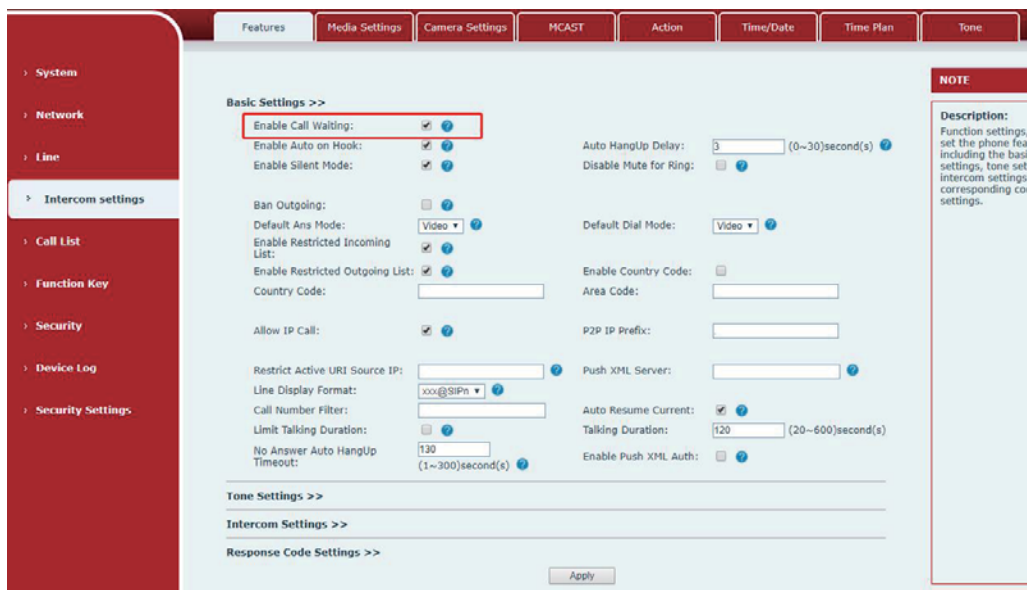 Features Media Settings Camera Settings MCAST Action Time/Date Time Plan Tone
› System
› Network
› Line
› Intercom settings
› Call List
› Function Key
› Security
› Device Log
› Security Settings
Basic Settings >>
Enable Call Waiting:
Enable Auto on Hook: Auto HangUp Delay: 3 (0~30)second(s)
Enable Silent Mode: Disable Mute for Ring:
Ban Outgoing:
Default Ans Mode: Video Default Dial Mode: Video
Enable Restricted Incoming
List:
Enable Restricted Outgoing List: Enable Country Code:
Country Code: Area Code:
Allow IP Call: P2P IP Prefix:
Restrict Active URI Source IP: Push XML Server:
Line Display Format: xxx@SIPn
Call Number Filter: Auto Resume Current:
Limit Talking Duration: Talking Duration: 120 (20~600)second(s)
No Answer Auto HangUp
Timeout: 130
(1~300)second(s) Enable Push XML Auth:
Tone Settings >>
Intercom Settings >>
Response Code Settings >>
Apply
NOTE
Description:
Function settings,
set the phone fea
including the basi
settings, tone set
intercom settings
corresponding co
settings.